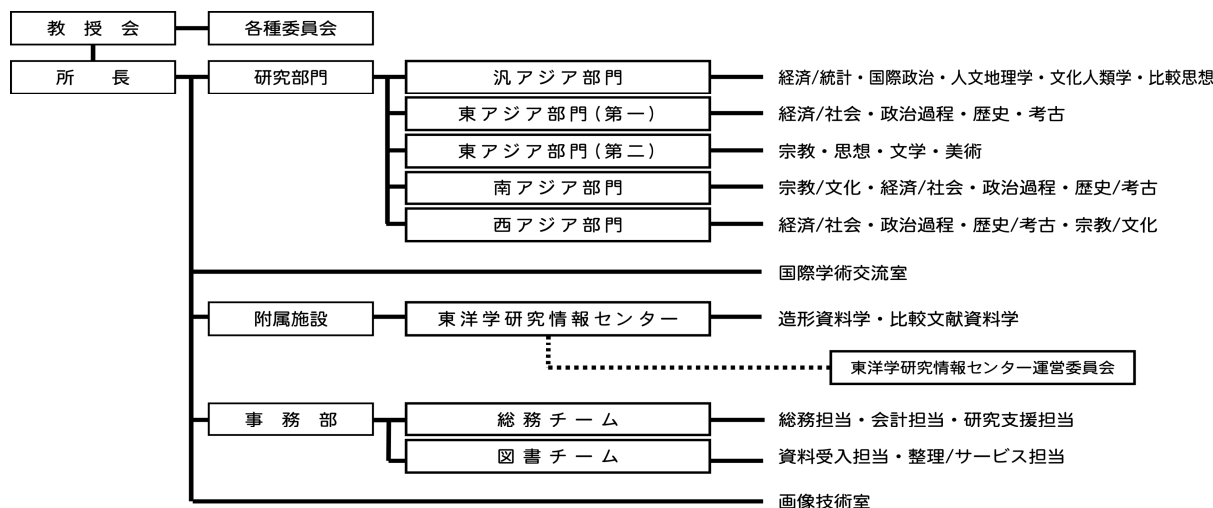 教授会
各種委員会
所長
研究部門
汎アジア部門
経済/統計・国際政治・人文地理学・文化人類学・比較思想
東アジア部門(第一)
経済/社会・政治過程・歴史・考古
東アジア部門(第二)
宗教・思想・文学・美術
南アジア部門
宗教/文化・経済/社会・政治過程・歴史/考古
西アジア部門
経済/社会・政治過程・歴史/考古・宗教/文化
国際学術交流室
附属施設
東洋学研究情報センター
造形資料学・比較文献資料学
東洋学研究情報センター運営委員会
事務部
総務チーム
総務担当・会計担当・研究支援担当
図書チーム
資料受入担当・整理/サービス担当
画像技術室